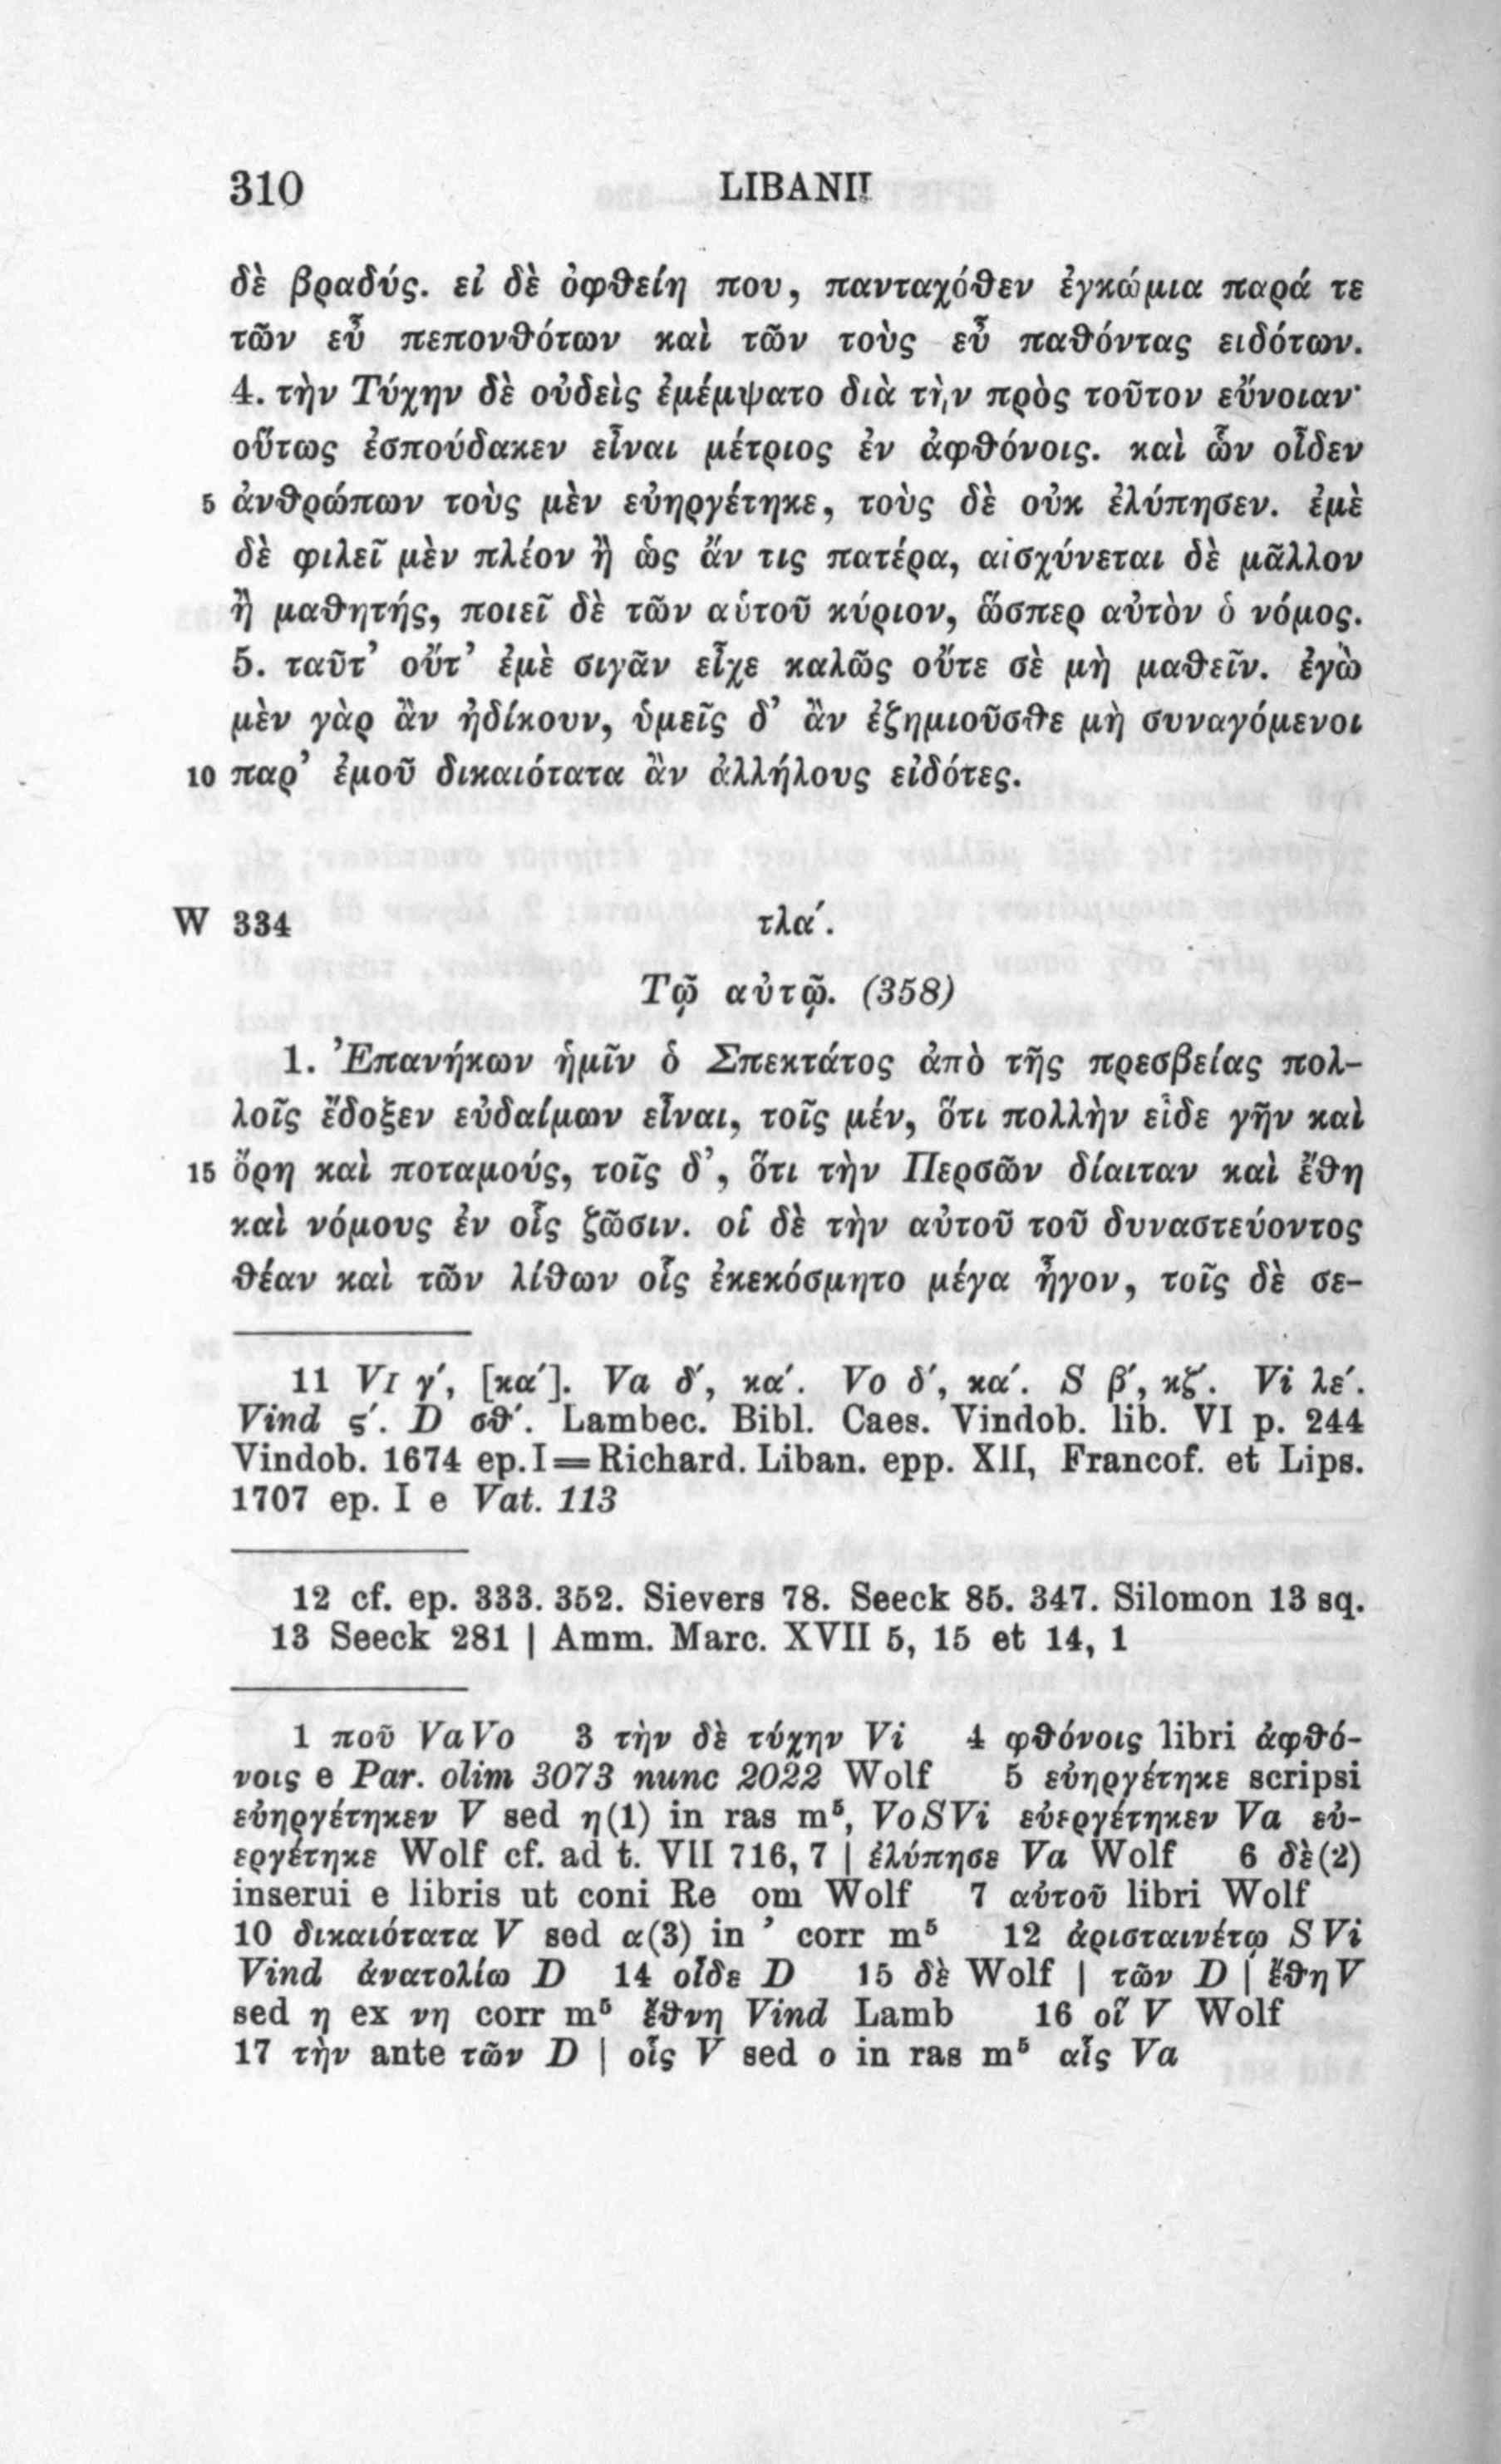 310 LIBANII
δὲ βραδύς. εἰ δὲ ὀφθείη που, πανταχόθεν ἐγκώμια παρά τε
τῶν εὖ πεπονθότων καὶ τῶν τοὺς εὖ παθόντας εἰδότων.
4. τὴν Τύχην δὲ οὐδεὶς ἐμέμψατο διὰ τὴν πρὸς τοῦτον εὔνοιαν·
οὕτως ἐσπούδακεν εἶναι μέτριος ἐν ἀφθόνοις. καὶ ὧν οἶδεν
5 ἀνθρώπων τοὺς μὲν εὐηργέτηκε, τοὺς δὲ οὐκ ἐλύπησεν. ἐμὲ
δὲ φιλεῖ μὲν πλέον ἢ ὡς ἄν τις πατέρα, αἰσχύνεται δὲ μᾶλλον
ἢ μαθητής, ποιεῖ δὲ τῶν αὑτοῦ κύριον, ὥσπερ αὐτὸν ὁ νόμος.
5. ταῦτ’ οὔτ’ ἐμὲ σιγᾶν εἶχε καλῶς οὔτε σὲ μὴ μαθεῖν. ἐγὼ
μὲν γὰρ ἂν ἠδίκουν, ὑμεῖς δ’ ἂν ἐζημιοῦσθε μὴ συναγόμενοι
10 παρ’ ἐμοῦ δικαιότατα ἂν ἀλλήλους εἰδότες.
W 334 τλα΄.
Τῷ αὐτῷ. (358)
1. Ἐπανήκων ἡμῖν ὁ Σπεκτάτος ἀπὸ τῆς πρεσβείας πολ-
λοῖς ἔδοξεν εὐδαίμων εἶναι, τοῖς μέν, ὅτι πολλὴν εἶδε γῆν καὶ
15 ὄρη καὶ ποταμούς, τοῖς δ’, ὅτι τὴν Περσῶν δίαιταν καὶ ἔθη
καὶ νόμους ἐν οἷς ζῶσιν. οἱ δὲ τὴν αὐτοῦ τοῦ δυναστεύοντος
θέαν καὶ τῶν λίθων οἷς ἐκεκόσμητο μέγα ἦγον, τοῖς δὲ σε-
11 VI γ΄, [κα΄]. Va δ΄, κα΄. Vo δ΄, κα΄. S β΄, κζ΄. Vi λε΄.
Vind ς΄. D σθ΄. Lambec. Bibl. Caes. Vindob. lib. VI p. 244
Vindob. 1674 ep. I = Richard. Liban. epp. XII, Francof. et Lips.
1707 ep. I e Vat. 113
12 cf. ep. 333. 352. Sievers 78. Seeck 85. 347. Silomon 13 sq.
13 Seeck 281 | Amm. Marc. XVII 5, 15 et 14, 1
1 ποῦ VaVo 3 τὴν δὲ τύχην Vi 4 φθόνοις libri ἀφθό-
νοις e Par. olim 3073 nunc 2022 Wolf 5 εὐηργέτηκε scripsi
εὐηργέτηκεν V sed η(1) in ras m⁵, VoSVi εὐεργέτηκεν Va εὐ-
εργέτηκε Wolf cf. ad t. VII 716, 7 | ἐλύπησε Va Wolf 6 δὲ(2)
inserui e libris ut coni Re om Wolf 7 αὐτοῦ libri Wolf
10 δικαιότατα V sed α(3) in ’ corr m⁵ 12 ἀρισταινέτῳ S Vi
Vind ἀνατολίω D 14 οἶδε D 15 δὲ Wolf | τῶν D | ἔθη V
sed η ex νη corr m⁵ ἔθνη Vind Lamb 16 οἳ V Wolf
17 τὴν ante τῶν D | οἷς V sed ο in ras m⁵ αἷς Va